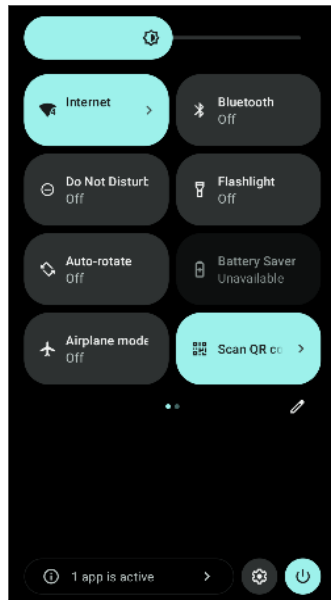 Internet
Bluetooth
Off
Do Not Disturb
Off
Flashlight
Off
Auto-rotate
Off
Battery Saver
Unavailable
Airplane mode
Off
Scan QR co
1 app is active